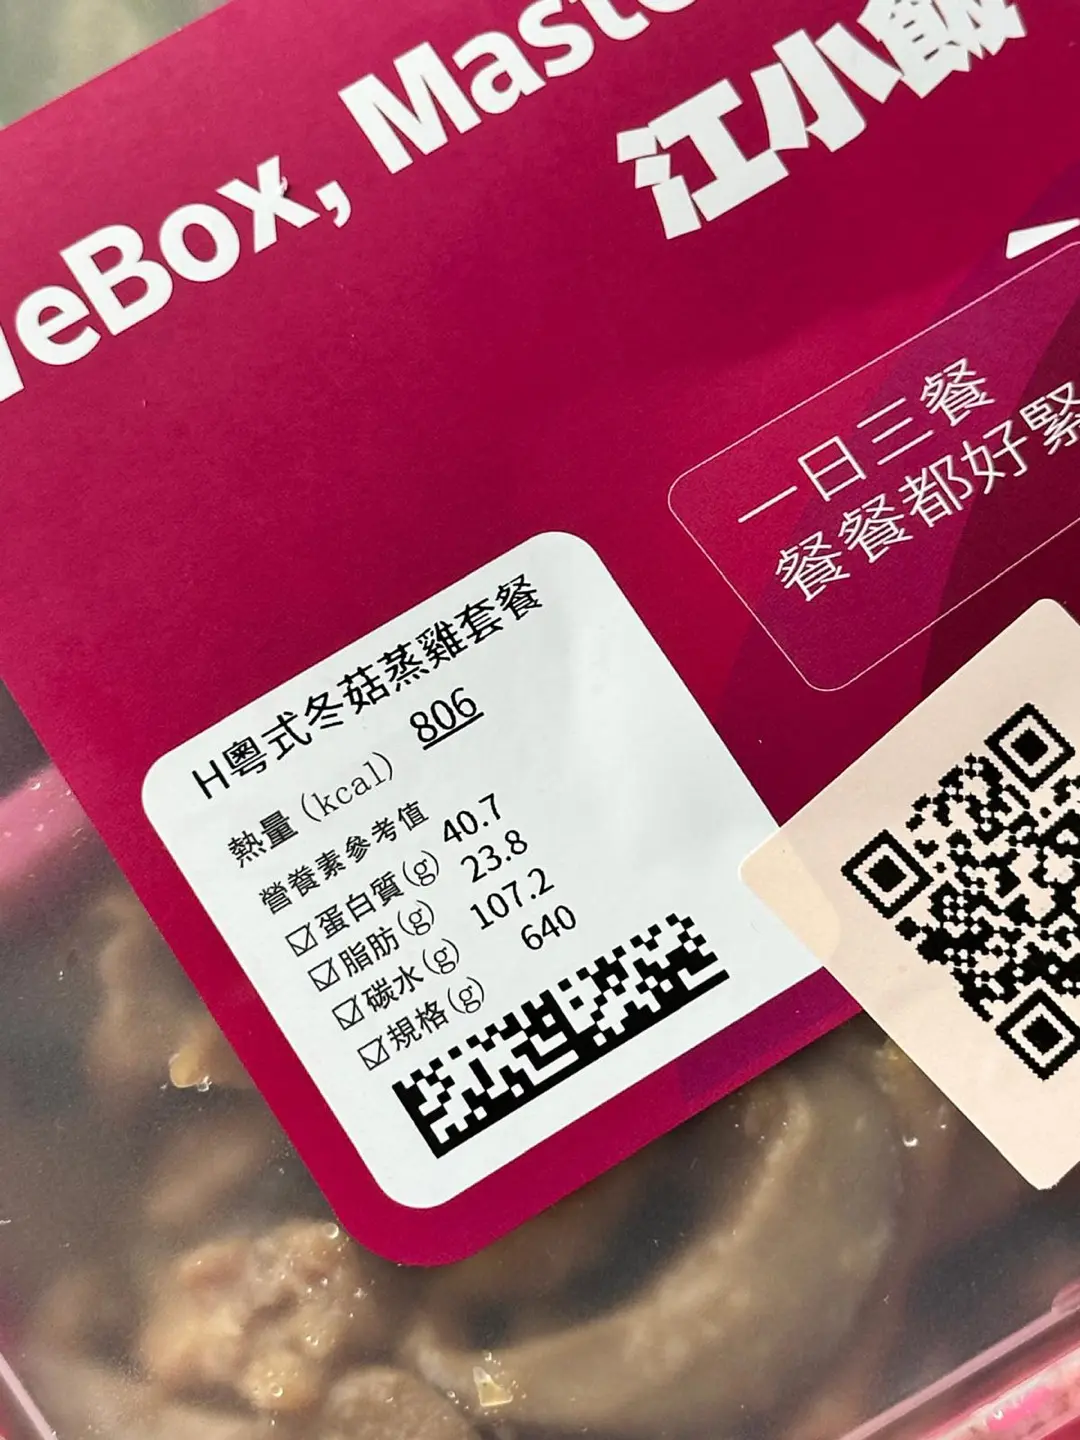 eBox, Maste
江小飯
一日三餐
餐餐都好緊
H粵式冬菇蒸雞套餐
熱量(kcal) 806
營養素參考值
☑蛋白質(g) 40.7
☑脂肪(g) 23.8
☑碳水(g) 107.2
☑規格(g) 640